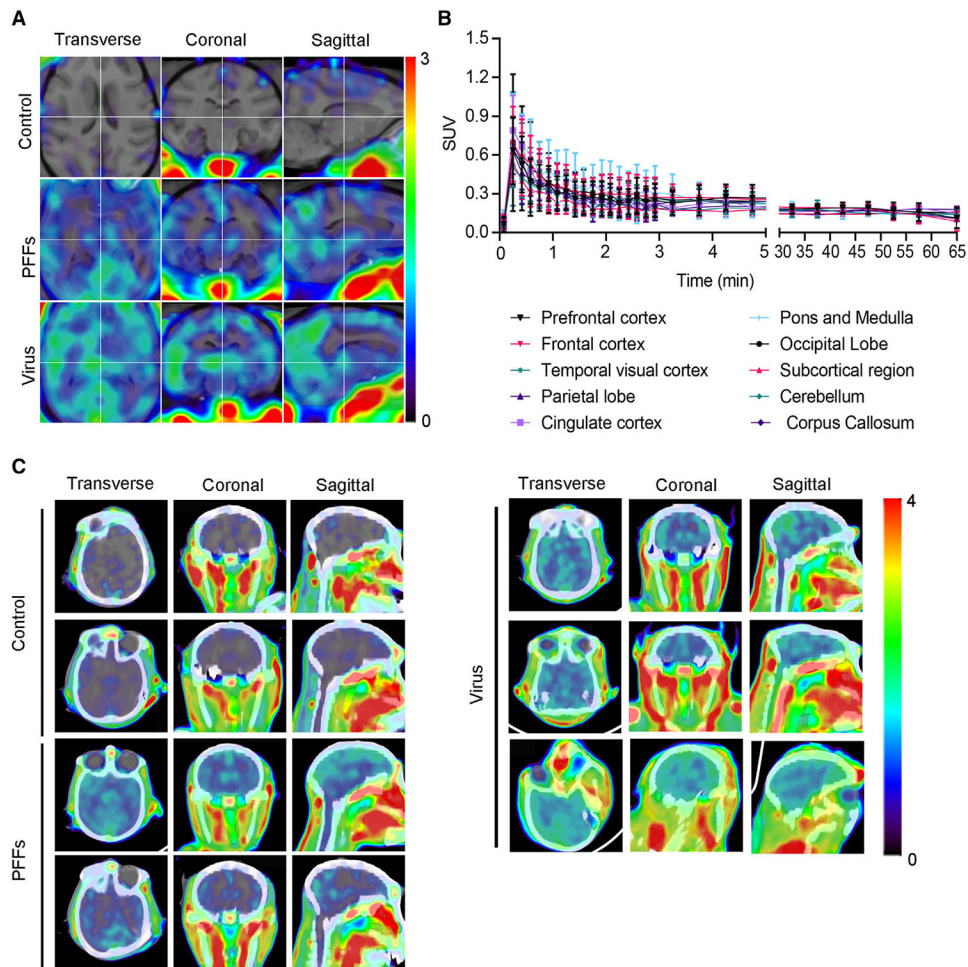 A
Transverse Coronal Sagittal
Control
PFFs
Virus
3
0
B
SUV
1.5
1.2
0.9
0.6
0.3
0.0
0 1 2 3 4 5 30 35 40 45 50 55 60 65
Time (min)
Prefrontal cortex
Frontal cortex
Temporal visual cortex
Parietal lobe
Cingulate cortex
Pons and Medulla
Occipital Lobe
Subcortical region
Cerebellum
Corpus Callosum
C
Transverse Coronal Sagittal
Control
PFFs
Transverse Coronal Sagittal
Virus
4
0